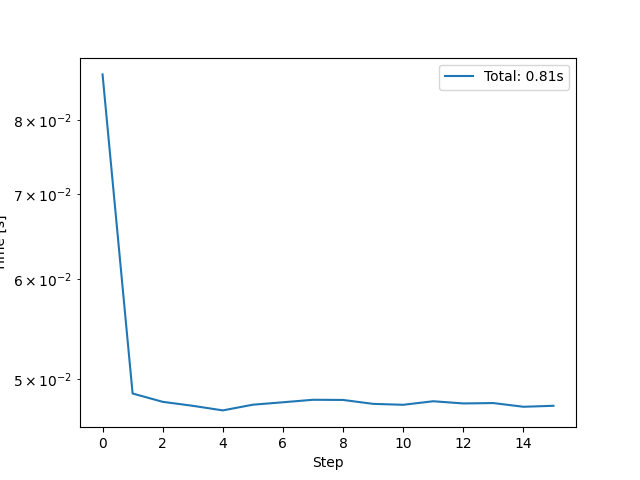 Total: 0.81s
8 × 10⁻²
7 × 10⁻²
6 × 10⁻²
5 × 10⁻²
[s]
0 2 4 6 8 10 12 14
Step